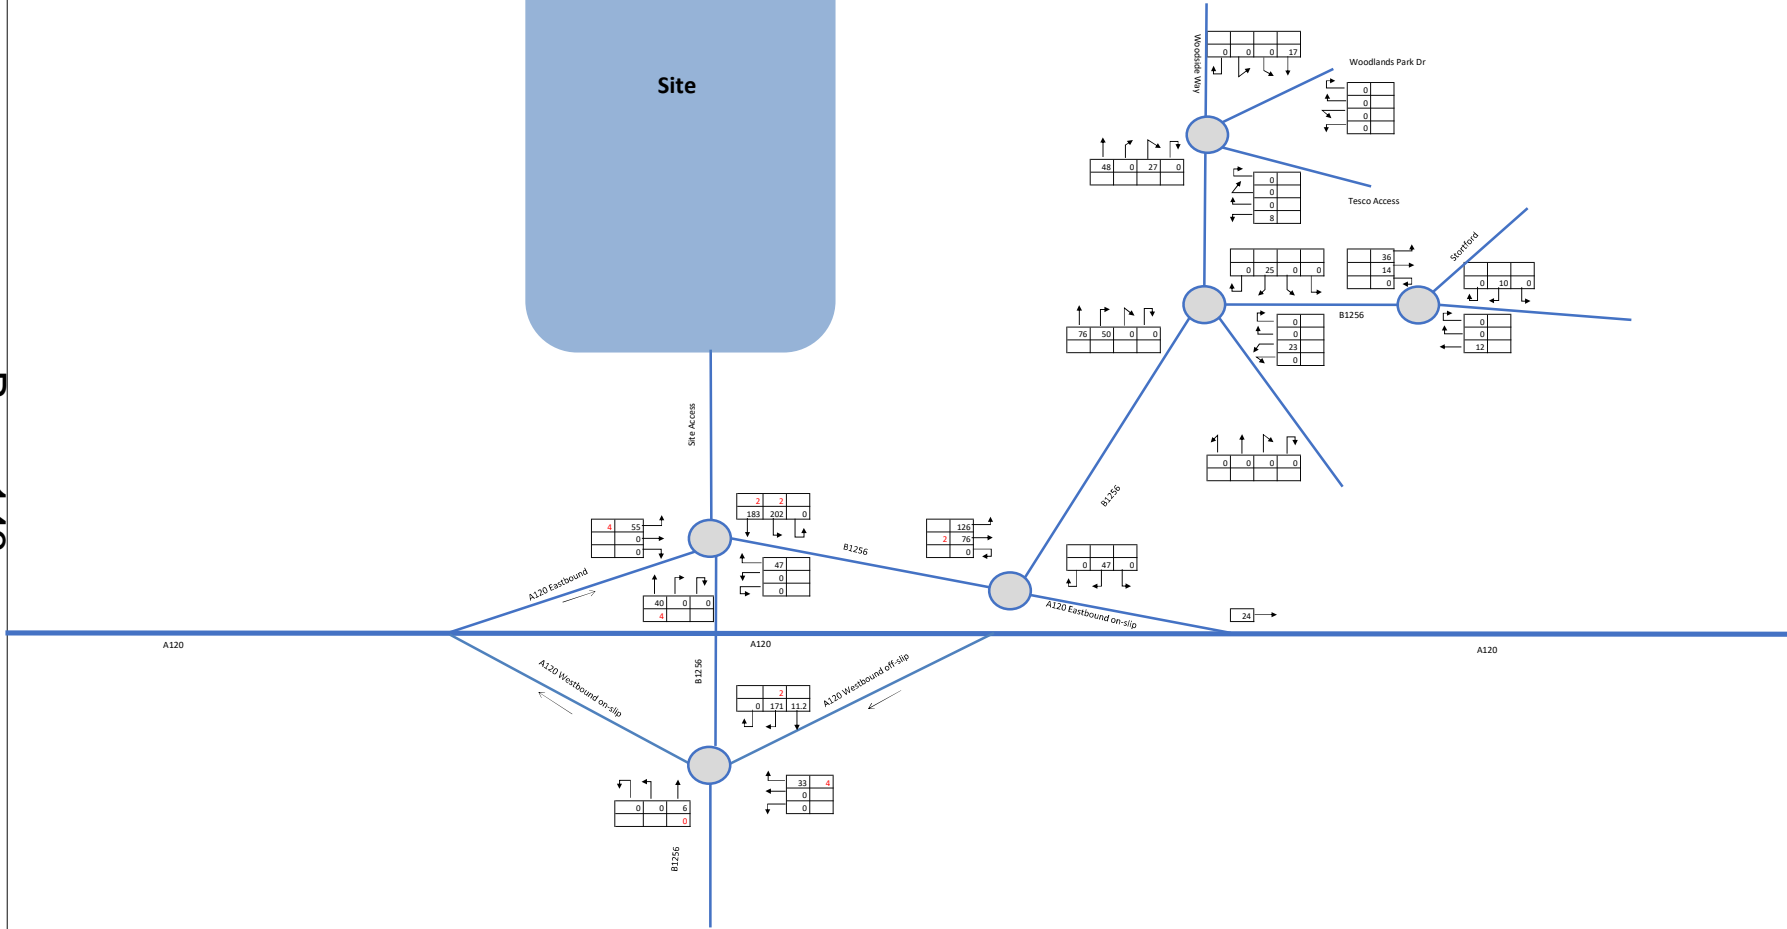 Site
Woodside Way
0 0 0 17
Woodlands Park Dr
0
0
0
0
48 0 27 0
0
0
0
8
Tesco Access
Stortford
0 25 0 0
36
14
0
0 10 0
B1256
76 50 0 0
0
0
23
0
0
0
12
Site Access
0 0 0 0
B1256
2 2
183 202 0
4 55
0
0
126
2 76
0
B1256
0 47 0
47
0
0
A120 Eastbound
40 0 0
4
A120 Eastbound on-slip
24
A120
A120
A120
B1256
A120 Westbound on-slip
A120 Westbound off-slip
2
0 171 11.2
33 4
0
0
0 0 6
0
B1256